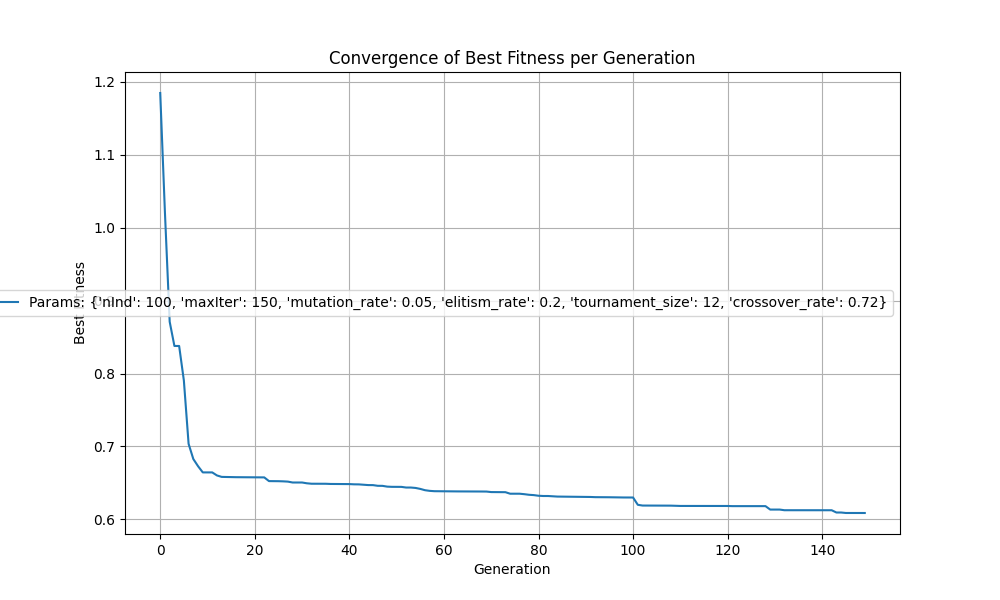 Convergence of Best Fitness per Generation
1.2
1.1
1.0
0.8
0.7
0.6
Best
ness
Params: {'nInd': 100, 'maxIter': 150, 'mutation_rate': 0.05, 'elitism_rate': 0.2, 'tournament_size': 12, 'crossover_rate': 0.72}
0 20 40 60 80 100 120 140
Generation